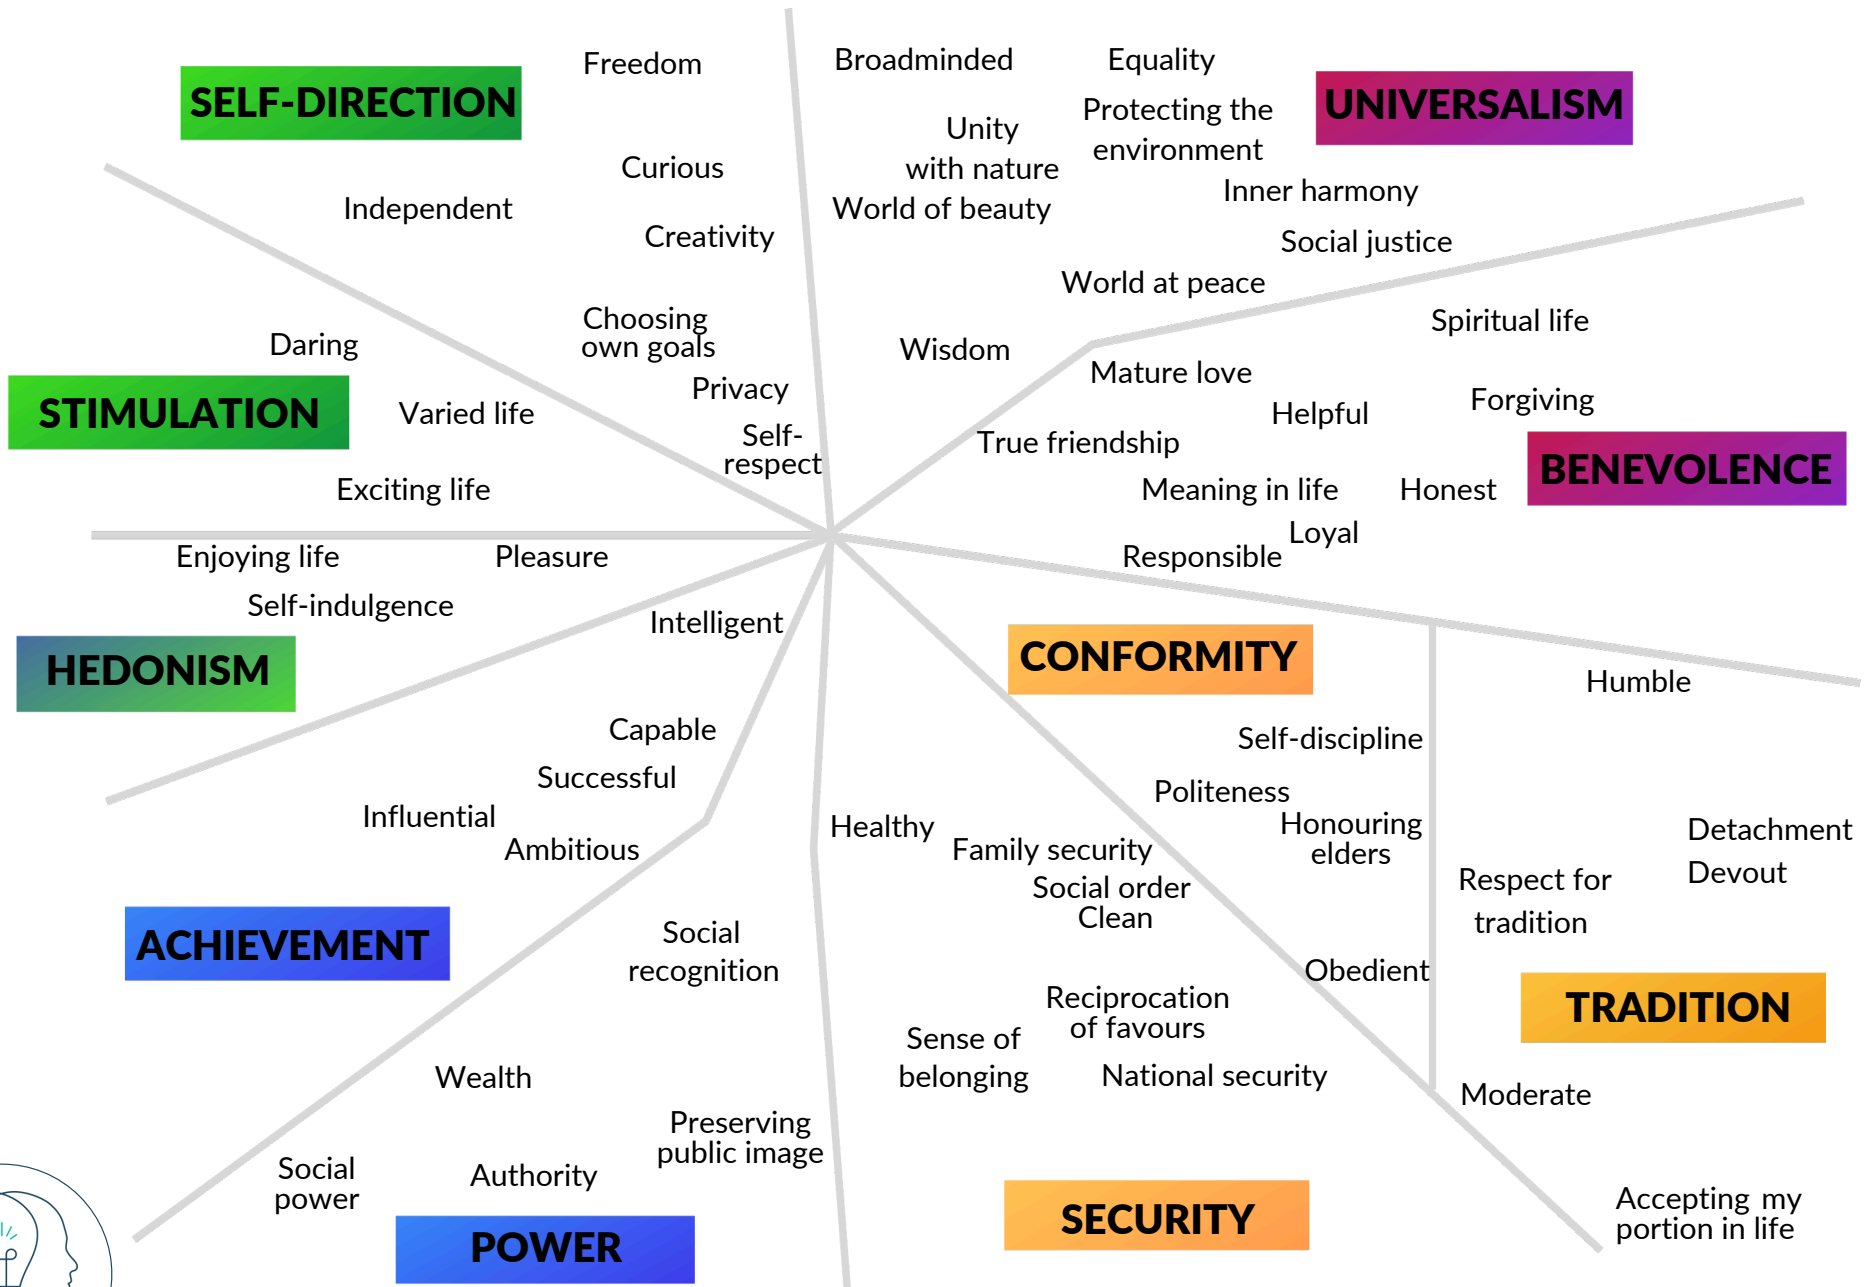 SELF-DIRECTION
Freedom
Curious
Independent
Creativity
Choosing
own goals
Privacy
Self-
respect
Broadminded
Equality
UNIVERSALISM
Protecting the
environment
Unity
with nature
Inner harmony
World of beauty
Social justice
World at peace
Wisdom
Daring
STIMULATION
Varied life
Exciting life
Spiritual life
Mature love
Helpful
Forgiving
True friendship
BENEVOLENCE
Meaning in life
Honest
Loyal
Responsible
Enjoying life
Pleasure
Self-indulgence
HEDONISM
Intelligent
Capable
Successful
Influential
Ambitious
ACHIEVEMENT
CONFORMITY
Self-discipline
Politeness
Honouring
elders
Obedient
Humble
Detachment
Devout
Respect for
tradition
TRADITION
Moderate
Accepting my
portion in life
Social
recognition
Wealth
Preserving
public image
Social
power
Authority
POWER
Healthy
Family security
Social order
Clean
Reciprocation
of favours
Sense of
belonging
National security
SECURITY